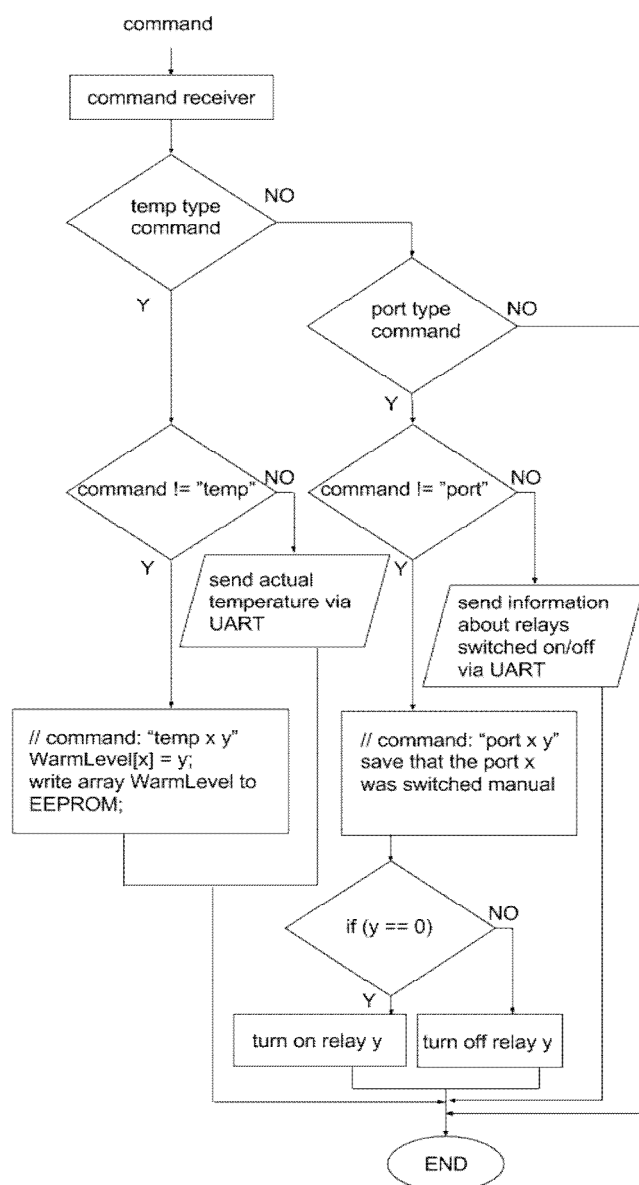 command
command receiver
temp type
command
NO
Y
port type
command
NO
Y
command != "temp"
NO
Y
command != "port"
NO
Y
send actual
temperature via
UART
send information
about relays
switched on/off
via UART
// command: “temp x y”
WarmLevel[x] = y;
write array WarmLevel to
EEPROM;
// command: “port x y”
save that the port x
was switched manual
if (y == 0)
NO
Y
turn on relay y
turn off relay y
END